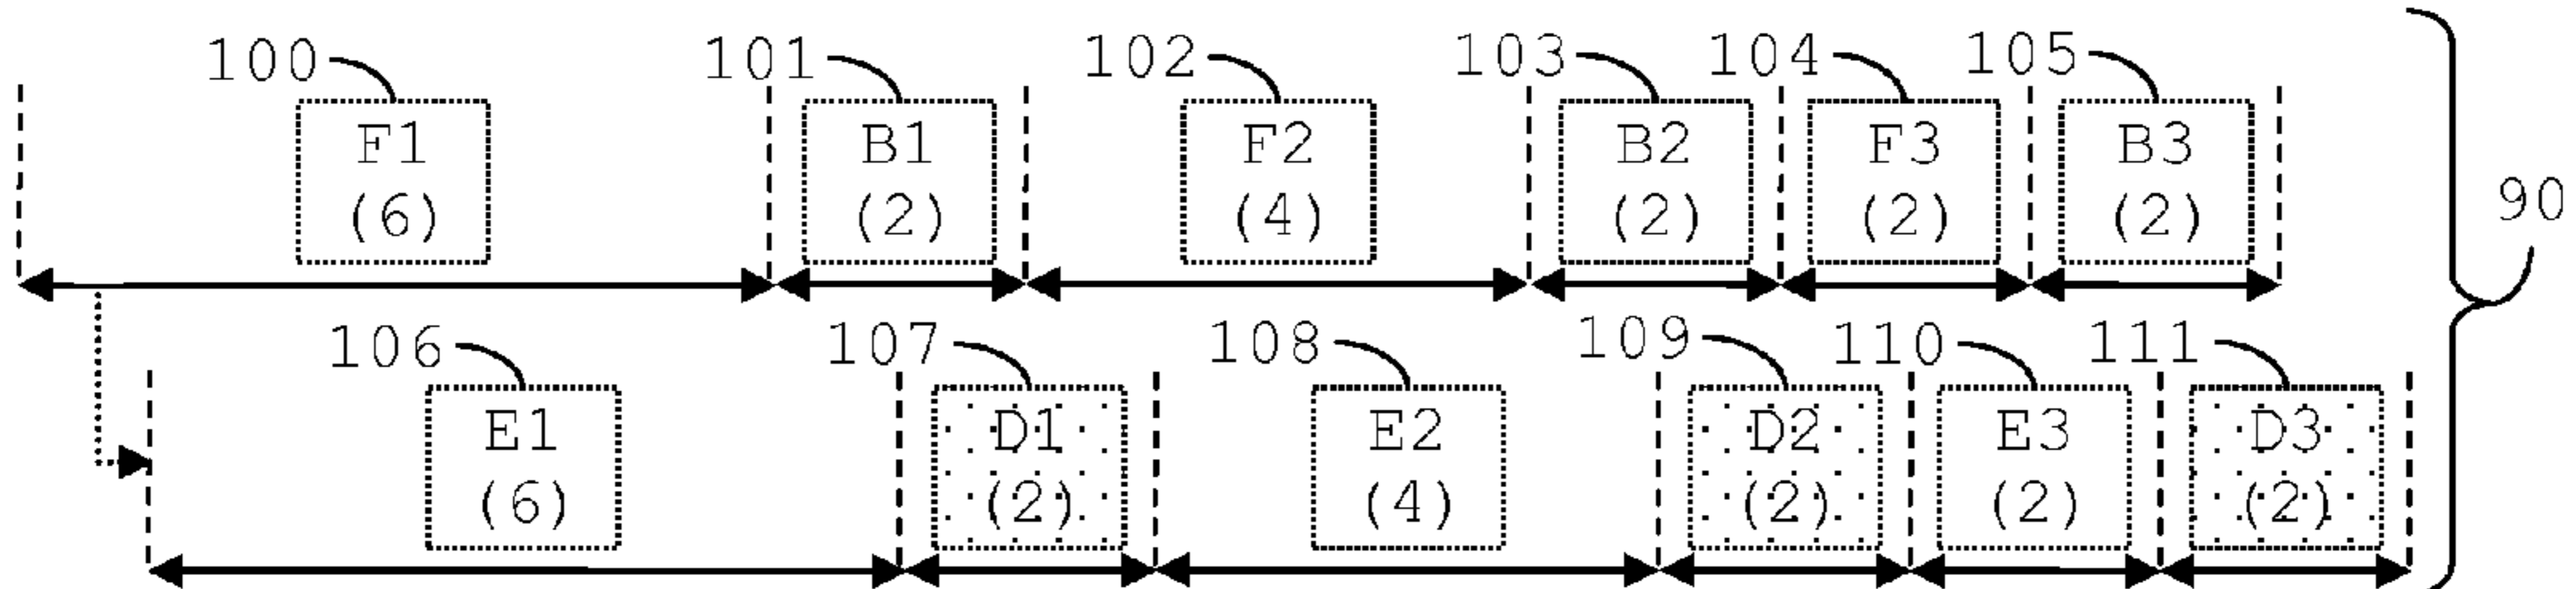 100 101 102 103 104 105
F1 B1 F2 B2 F3 B3
(6) (2) (4) (2) (2) (2)
90
106 107 108 109 110 111
E1 D1 E2 D2 E3 D3
(6) (2) (4) (2) (2) (2)